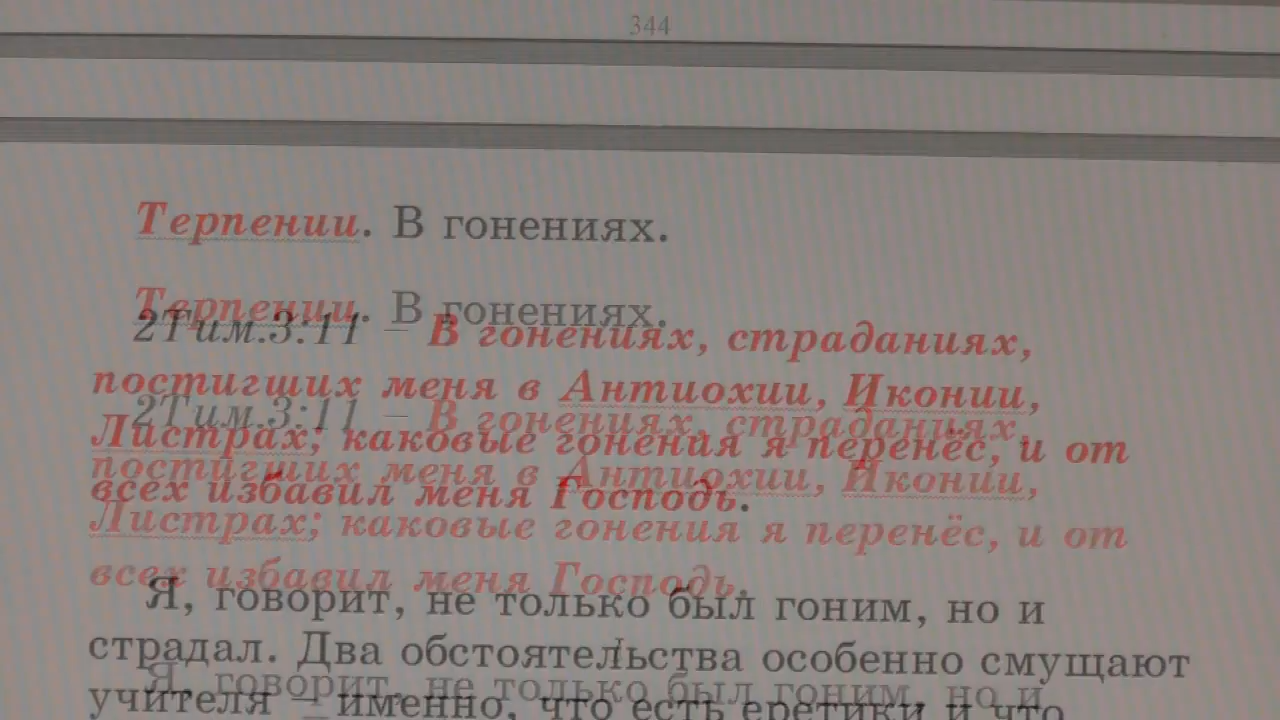 344
Терпении. В гонениях.
2Тим.3:11 – В гонениях, страданиях,
постигших меня в Антиохии, Иконии,
Листрах; каковые гонения я перенёс, и от
всех избавил меня Господь.
Я, говорит, не только был гоним, но и
страдал. Два обстоятельства особенно смущают
учителя – именно, что есть еретики и что